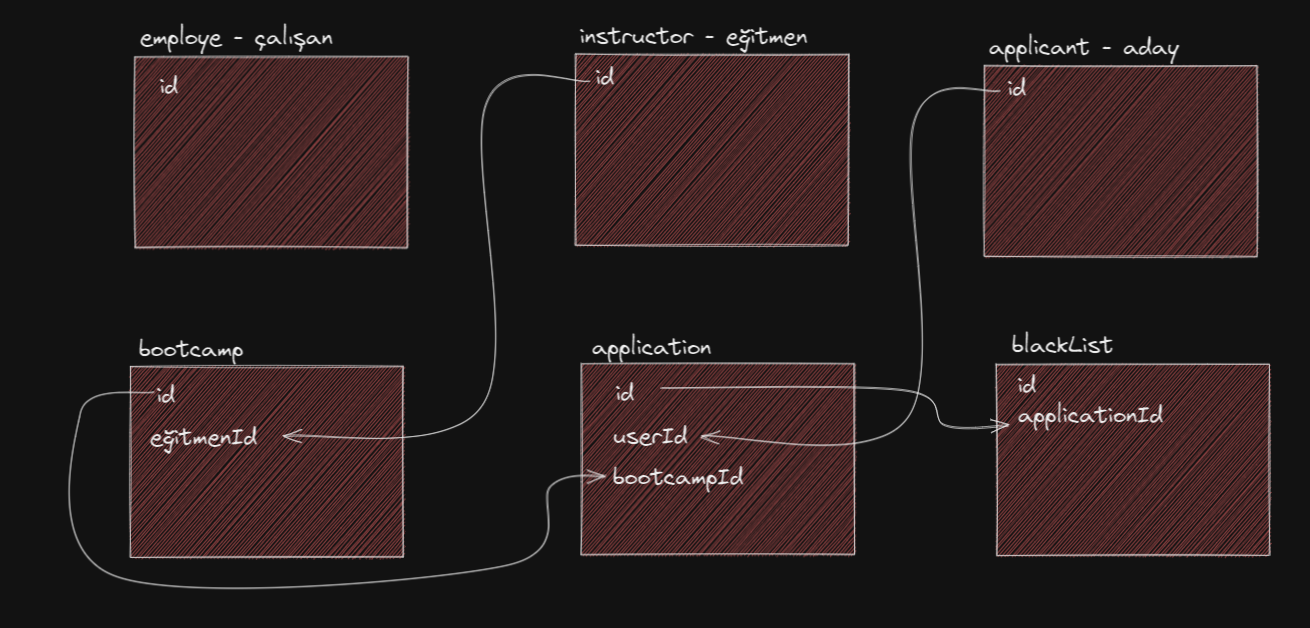 employe - çalışan
id
instructor - eğitmen
id
applicant - aday
id
bootcamp
id
eğitmenId
application
id
userId
bootcampId
blackList
id
applicationId